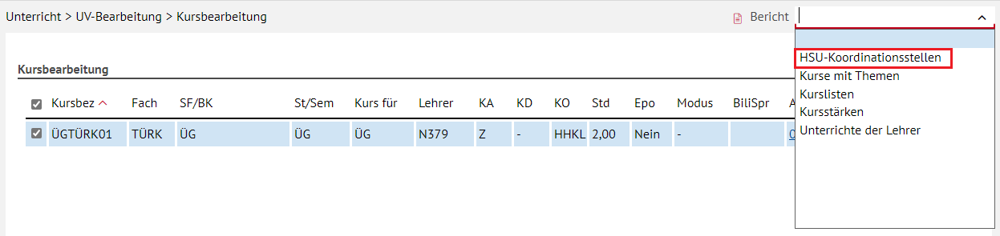 Unterricht > UV-Bearbeitung > Kursbearbeitung
Bericht
HSU-Koordinationsstellen
Kurse mit Themen
Kurslisten
Kursstärken
Unterrichte der Lehrer
Kursbearbeitung
Kursbez Fach SF/BK St/Sem Kurs für Lehrer KA KD KO Std Epo Modus BiliSpr A
ÜGTÜRK01 TÜRK ÜG ÜG ÜG N379 Z - HHKL 2,00 Nein - 0